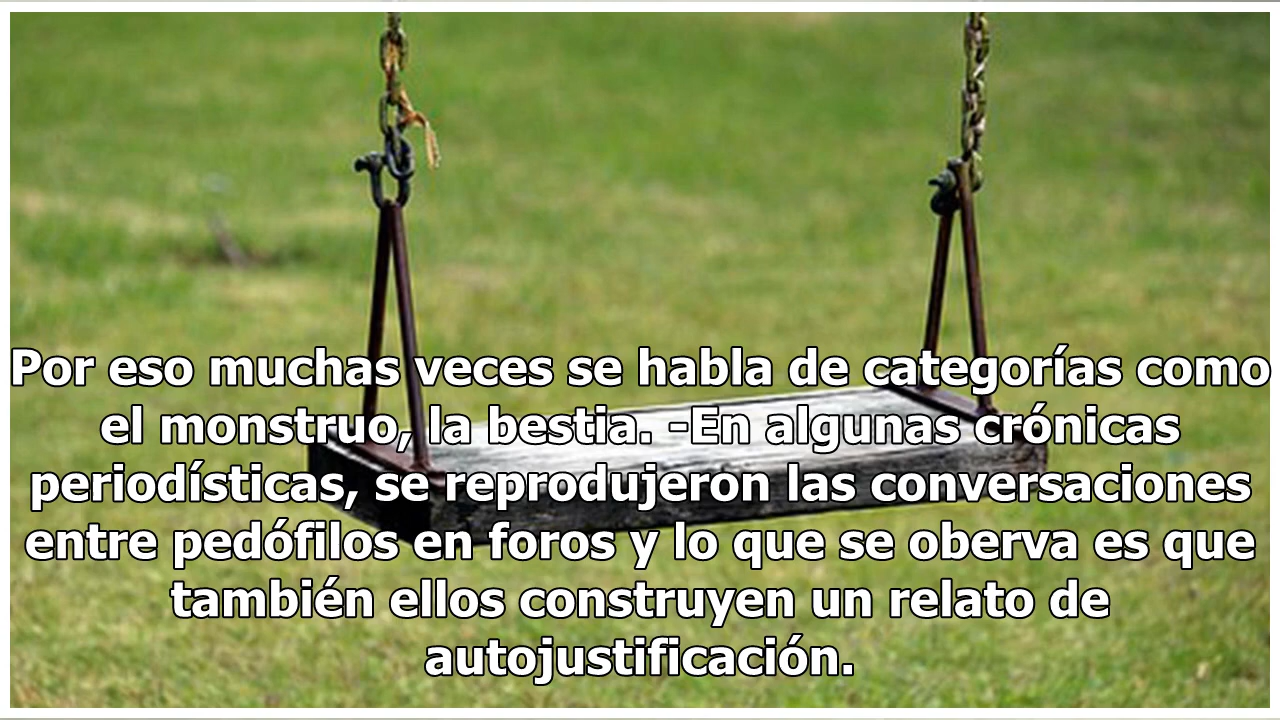 Por eso muchas veces se habla de categorías como
el monstruo, la bestia. -En algunas crónicas
periodísticas, se reprodujeron las conversaciones
entre pedófilos en foros y lo que se oberva es que
también ellos construyen un relato de
autojustificación.